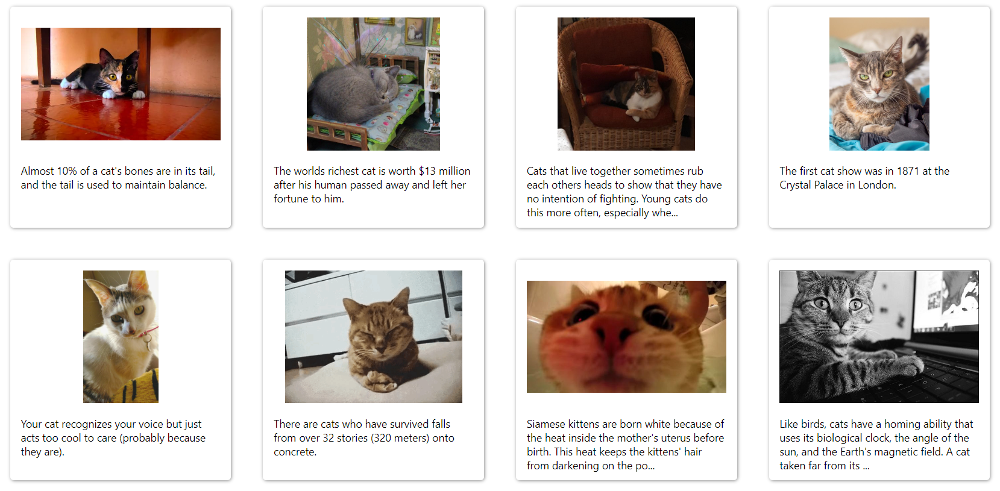 Almost 10% of a cat's bones are in its tail,
and the tail is used to maintain balance.
The worlds richest cat is worth $13 million
after his human passed away and left her
fortune to him.
Cats that live together sometimes rub
each others heads to show that they have
no intention of fighting. Young cats do
this more often, especially whe...
The first cat show was in 1871 at the
Crystal Palace in London.
Your cat recognizes your voice but just
acts too cool to care (probably because
they are).
There are cats who have survived falls
from over 32 stories (320 meters) onto
concrete.
Siamese kittens are born white because of
the heat inside the mother's uterus before
birth. This heat keeps the kittens' hair
from darkening on the po...
Like birds, cats have a homing ability that
uses its biological clock, the angle of the
sun, and the Earth's magnetic field. A cat
taken far from its ...